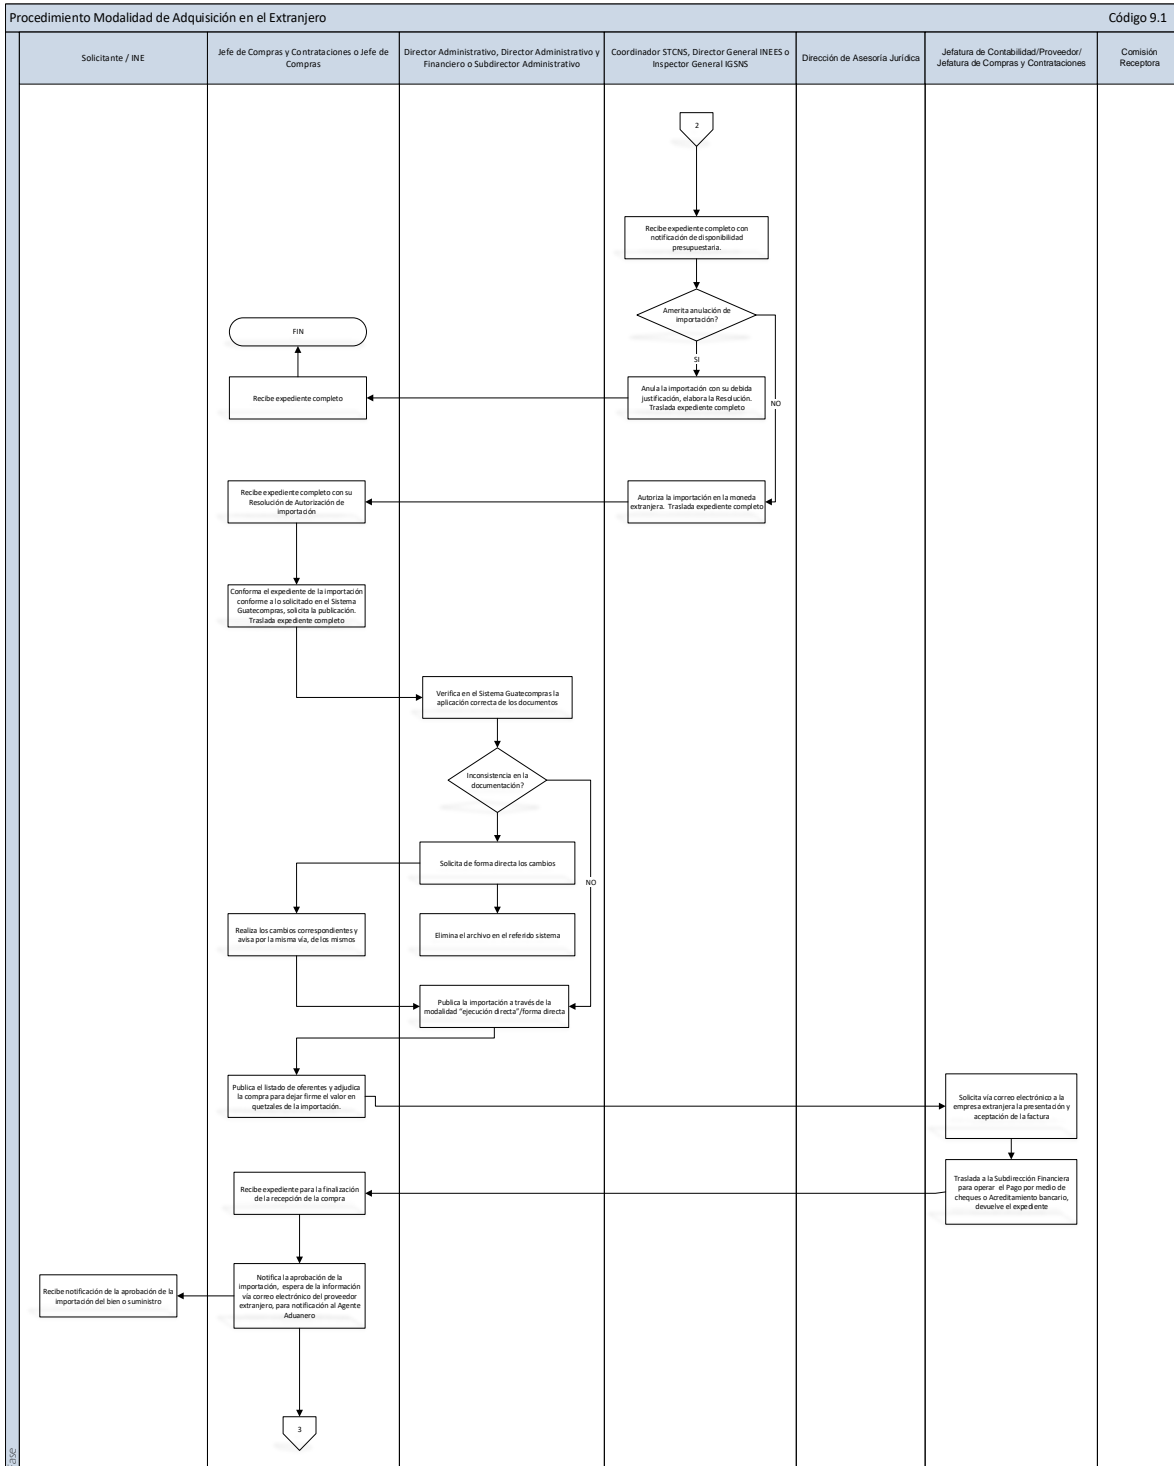 Procedimiento Modalidad de Adquisición en el Extranjero
Código 9.1
Solicitante / INE
Jefe de Compras y Contrataciones o Jefe de
Compras
Director Administrativo, Director Administrativo y
Financiero o Subdirector Administrativo
Coordinador STCNS, Director General INEES o
Inspector General IGSNS
Dirección de Asesoria Juridica
Jefatura de Contabilidad/Proveedor/
Jefatura de Compras y Contrataciones
Comisión
Receptora
2
Recibe expediente completo con
notificación de disponibilidad
presupuestaria.
Amerita anulación de
importación?
FIN
SI
Recibe expediente completo
Anula la importación con su debida
justificación, elabora la Resolución.
Traslada expediente completo
NO
Recibe expediente completo con su
Resolución de Autorización de
importación
Autoriza la importación en la moneda
extranjera. Traslada expediente completo
Conforma el expediente de la importación
conforme a lo solicitado en el Sistema
Guatecompras, solicita la publicación.
Traslada expediente completo
Verifica en el Sistema Guatecompras la
aplicación correcta de los documentos
Inconsistencia en la
documentación?
Solicita de forma directa los cambios
NO
Realiza los cambios correspondientes y
avisa por la misma vía, de los mismos
Elimina el archivo en el referido sistema
Publica la importación a través de la
modalidad "ejecución directa"/forma directa
Publica el listado de oferentes y adjudica
la compra para dejar firme el valor en
quetzales de la importación.
Solicita vía correo electrónico a la
empresa extranjera la presentación y
aceptación de la factura
Recibe expediente para la finalización
de la recepción de la compra
Traslada a la Subdirección Financiera
para operar el Pago por medio de
cheques o Acreditamiento bancario,
devuelve el expediente
Recibe notificación de la aprobación de la
importación del bien o suministro
Notifica la aprobación de la
importación, espera de la información
vía correo electrónico del proveedor
extranjero, para notificación al Agente
Aduanero
3
ase